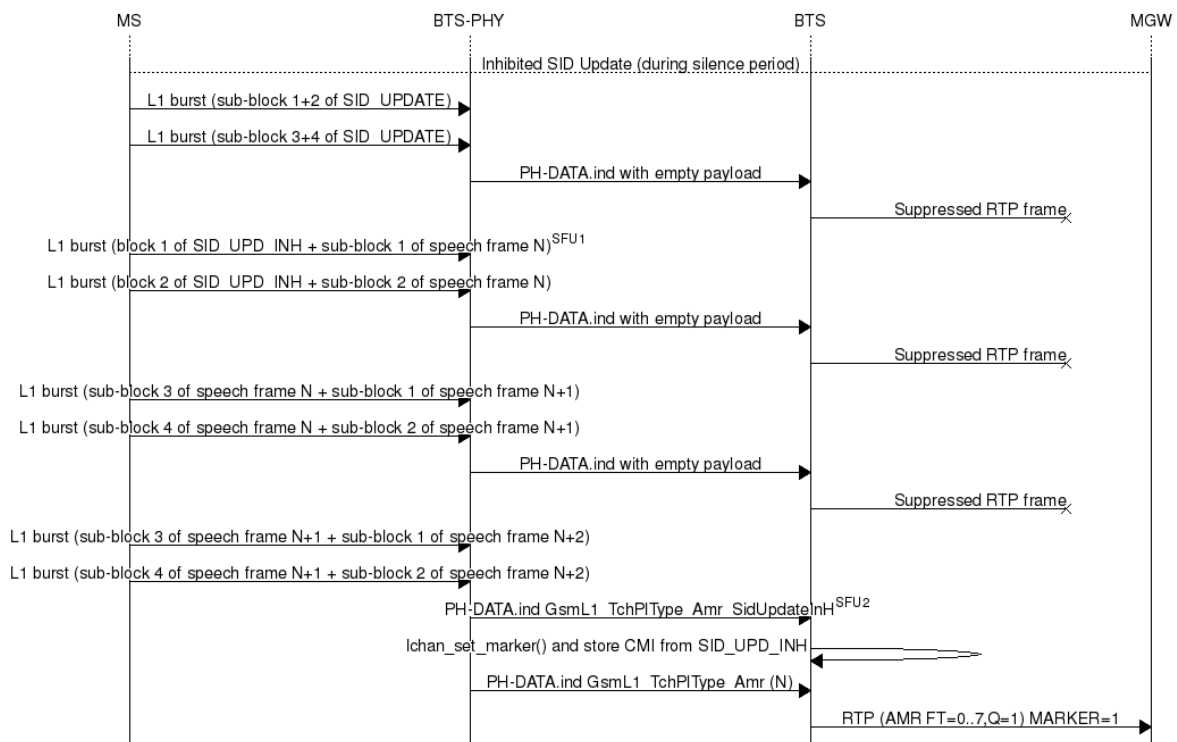 MS BTS-PHY BTS MGW
Inhibited SID Update (during silence period)
L1 burst (sub-block 1+2 of SID_UPDATE)
L1 burst (sub-block 3+4 of SID_UPDATE)
PH-DATA.ind with empty payload
Suppressed RTP frame
L1 burst (block 1 of SID_UPD_INH + sub-block 1 of speech frame N)SFU1
L1 burst (block 2 of SID_UPD_INH + sub-block 2 of speech frame N)
PH-DATA.ind with empty payload
Suppressed RTP frame
L1 burst (sub-block 3 of speech frame N + sub-block 1 of speech frame N+1)
L1 burst (sub-block 4 of speech frame N + sub-block 2 of speech frame N+1)
PH-DATA.ind with empty payload
Suppressed RTP frame
L1 burst (sub-block 3 of speech frame N+1 + sub-block 1 of speech frame N+2)
L1 burst (sub-block 4 of speech frame N+1 + sub-block 2 of speech frame N+2)
PH-DATA.ind GsmL1_TchPlType_Amr_SidUpdateInH SFU2
lchan_set_marker() and store CMI from SID_UPD_INH
PH-DATA.ind GsmL1_TchPlType_Amr (N)
RTP (AMR FT=0..7,Q=1) MARKER=1